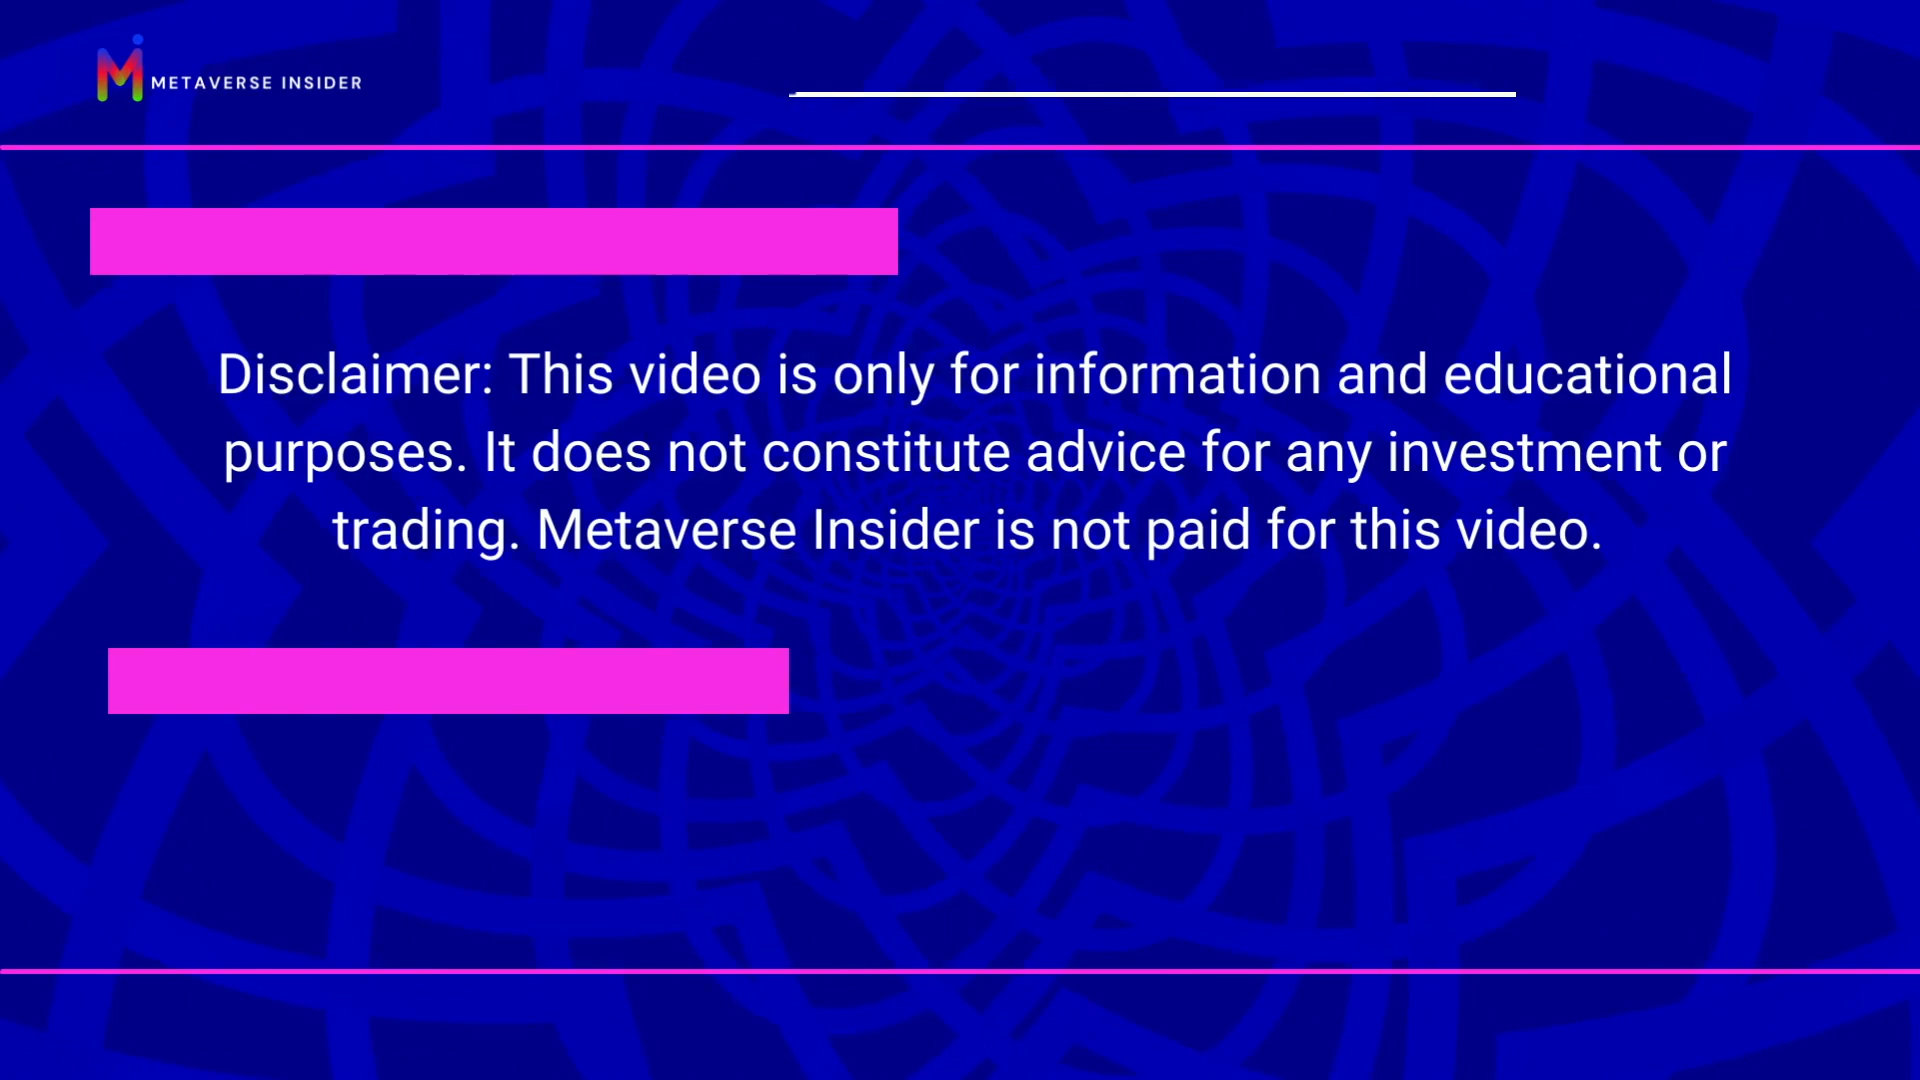 METAVERSE INSIDER
Disclaimer: This video is only for information and educational
purposes. It does not constitute advice for any investment or
trading. Metaverse Insider is not paid for this video.